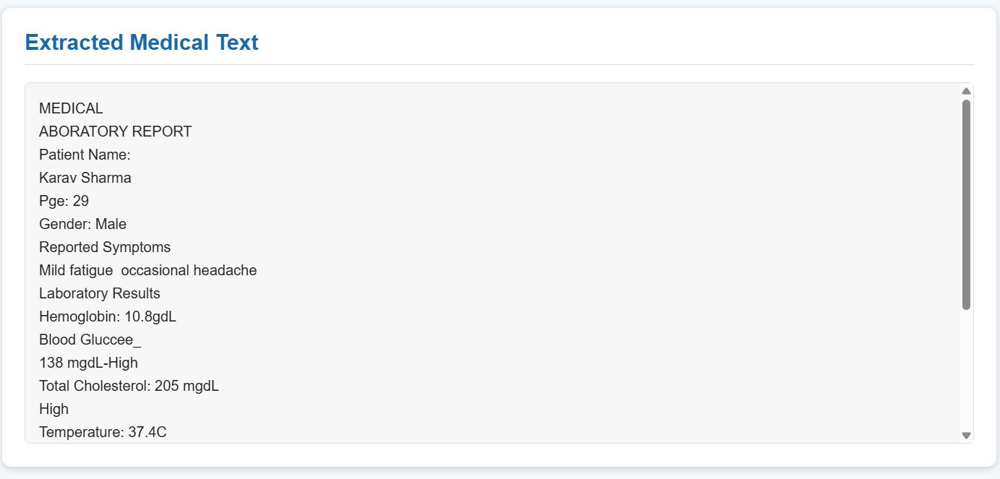 Extracted Medical Text
MEDICAL
ABORATORY REPORT
Patient Name:
Karav Sharma
Pge: 29
Gender: Male
Reported Symptoms
Mild fatigue  occasional headache
Laboratory Results
Hemoglobin: 10.8gdL
Blood Gluccee_
138 mgdL-High
Total Cholesterol: 205 mgdL
High
Temperature: 37.4C